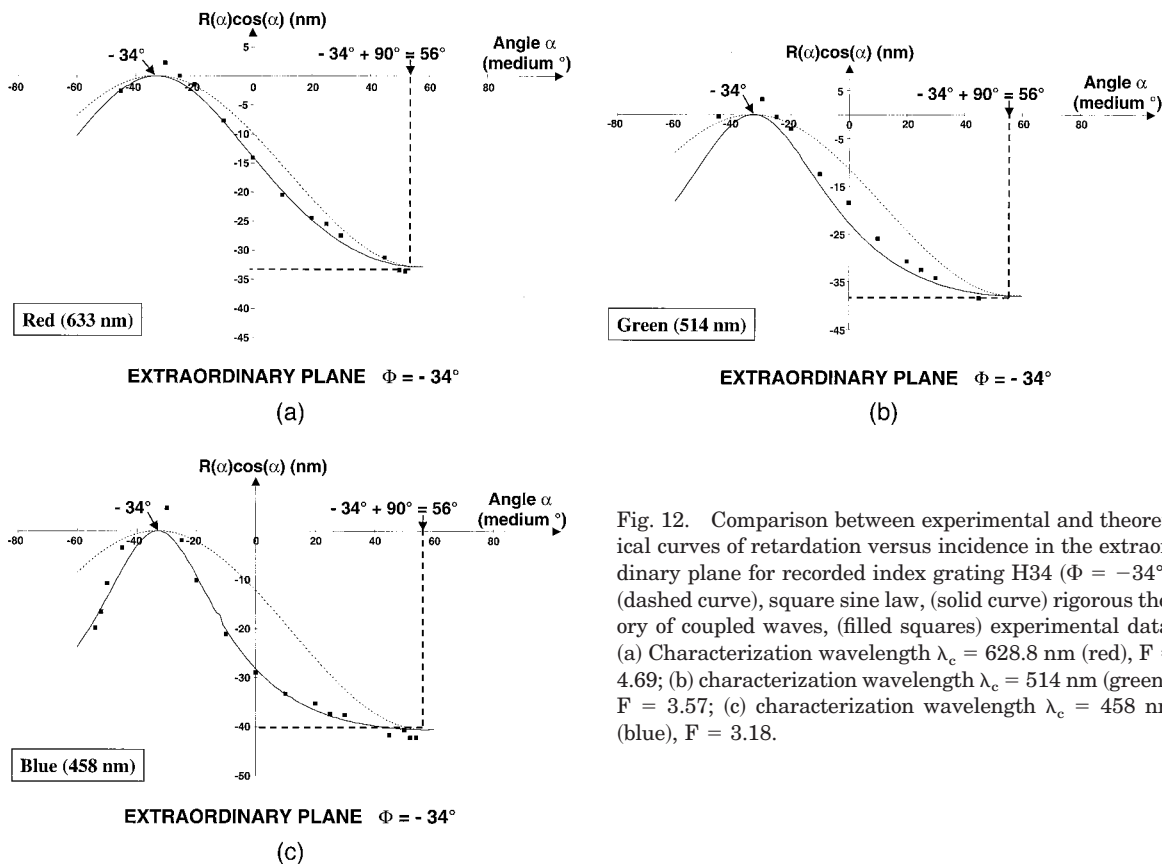 R(α)cos(α) (nm)
Angle α
(medium °)
- 34°
- 34° + 90° = 56°
5
-80 -60 -40 -20 0 20 40 60 80
-5
-10
-15
-20
-25
-30
-35
-40
-45
Red (633 nm)
EXTRAORDINARY PLANE Φ = - 34°
(a)
R(α)cos(α) (nm)
Angle α
(medium °)
- 34°
- 34° + 90° = 56°
5
-80 -60 -40 -20 0 20 40 60 80
-5
-15
-25
-35
-45
Green (514 nm)
EXTRAORDINARY PLANE Φ = - 34°
(b)
R(α)cos(α) (nm)
Angle α
(medium °)
- 34°
- 34° + 90° = 56°
-80 -60 -40 -20 0 20 40 60 80
-10
-20
-30
-40
-50
Blue (458 nm)
EXTRAORDINARY PLANE Φ = - 34°
(c)
Fig. 12. Comparison between experimental and theore
ical curves of retardation versus incidence in the extrao
dinary plane for recorded index grating H34 (Φ = −34°
(dashed curve), square sine law, (solid curve) rigorous the
ory of coupled waves, (filled squares) experimental data
(a) Characterization wavelength λc = 628.8 nm (red), F =
4.69; (b) characterization wavelength λc = 514 nm (green
F = 3.57; (c) characterization wavelength λc = 458 nm
(blue), F = 3.18.